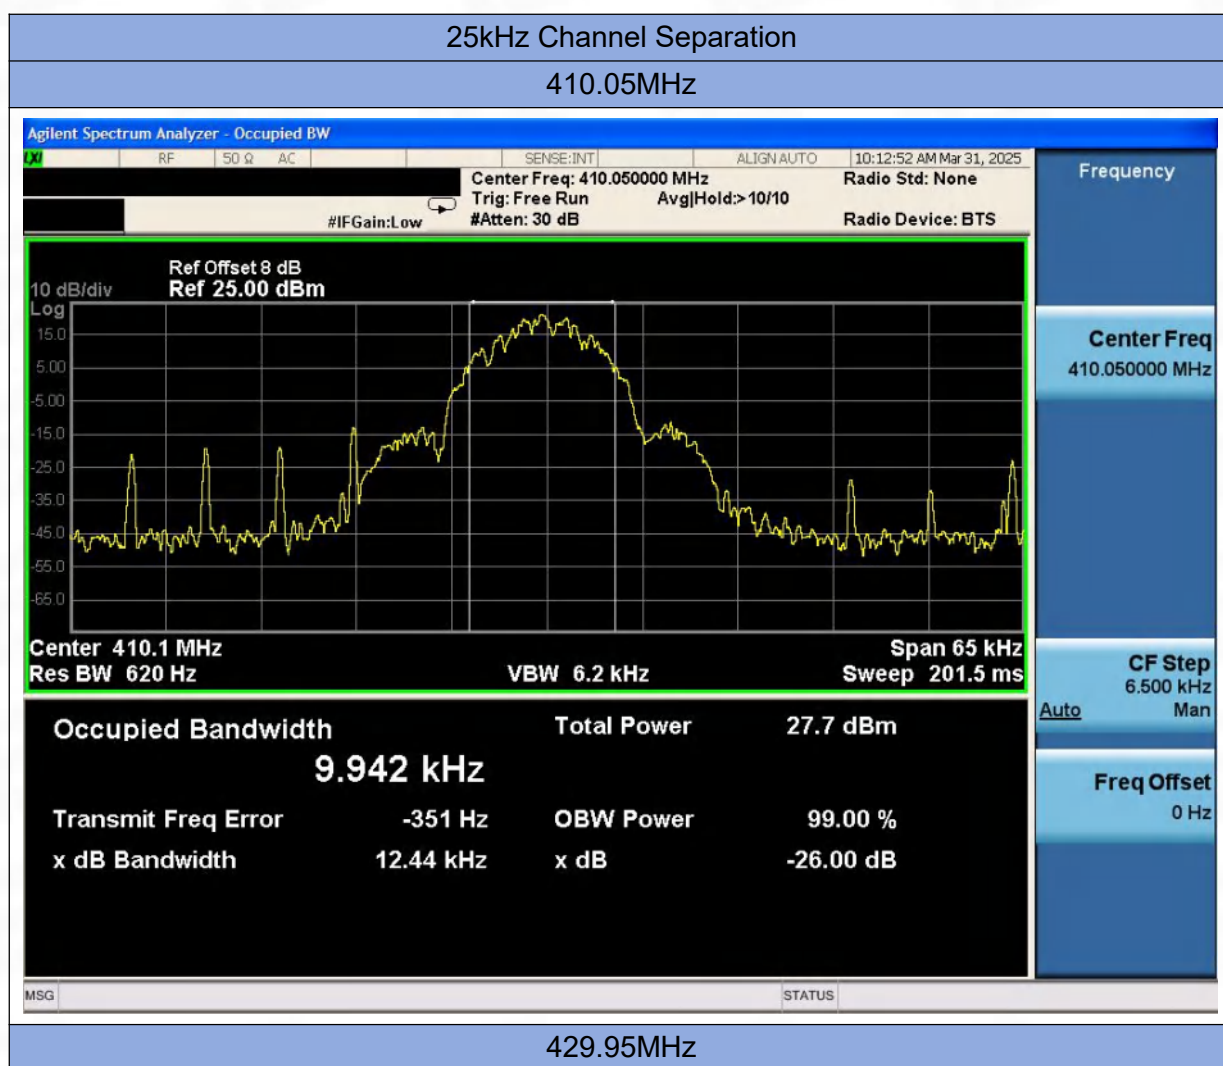 25kHz Channel Separation
410.05MHz
Agilent Spectrum Analyzer - Occupied BW
LXI RF 50 Ω AC SENSE:INT ALIGN AUTO 10:12:52 AM Mar 31, 2025
Center Freq: 410.050000 MHz Radio Std: None
Trig: Free Run Avg|Hold:> 10/10
#IFGain:Low #Atten: 30 dB Radio Device: BTS
Ref Offset 8 dB
10 dB/div Ref 25.00 dBm
Log
15.0
5.00
-5.00
-15.0
-25.0
-35.0
-45.0
-55.0
-65.0
Center 410.1 MHz Span 65 kHz
Res BW 620 Hz VBW 6.2 kHz Sweep 201.5 ms
Occupied Bandwidth Total Power 27.7 dBm
9.942 kHz
Transmit Freq Error -351 Hz OBW Power 99.00 %
x dB Bandwidth 12.44 kHz x dB -26.00 dB
MSG STATUS
Frequency
Center Freq
410.050000 MHz
CF Step
6.500 kHz
Auto Man
Freq Offset
0 Hz
429.95MHz